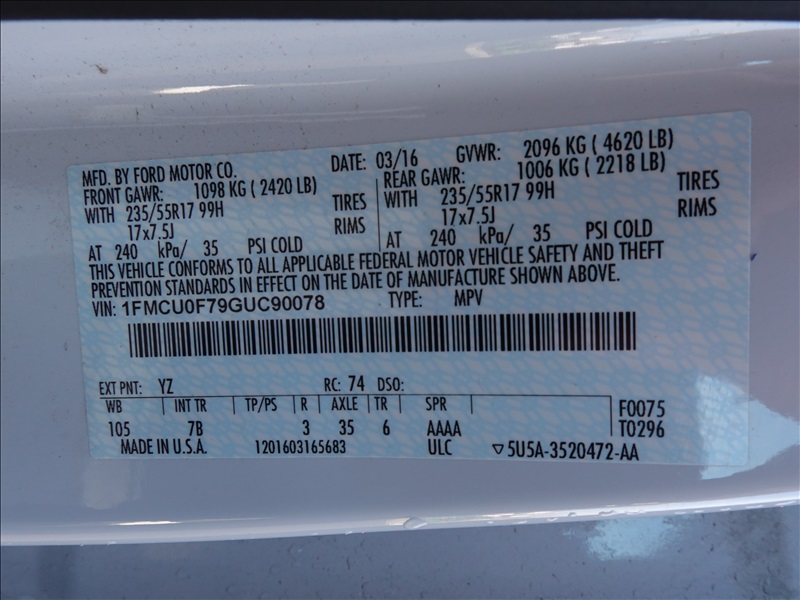 MFD. BY FORD MOTOR CO. DATE: 03/16 GVWR: 2096 KG ( 4620 LB)
FRONT GAWR: 1098 KG ( 2420 LB) REAR GAWR: 1006 KG ( 2218 LB)
WITH 235/55R17 99H TIRES WITH 235/55R17 99H TIRES
17x7.5J RIMS 17x7.5J RIMS
AT 240 kPa/ 35 PSI COLD AT 240 kPa/ 35 PSI COLD
THIS VEHICLE CONFORMS TO ALL APPLICABLE FEDERAL MOTOR VEHICLE SAFETY AND THEFT
PREVENTION STANDARDS IN EFFECT ON THE DATE OF MANUFACTURE SHOWN ABOVE.
VIN: 1FMCU0F79GUC90078 TYPE: MPV
EXT PNT: YZ RC: 74 DSO:
WB INT TR TP/PS R AXLE TR SPR F0075
105 7B 3 35 6 AAAA T0296
MADE IN U.S.A. 1201603165683 ULC ▽5U5A-3520472-AA